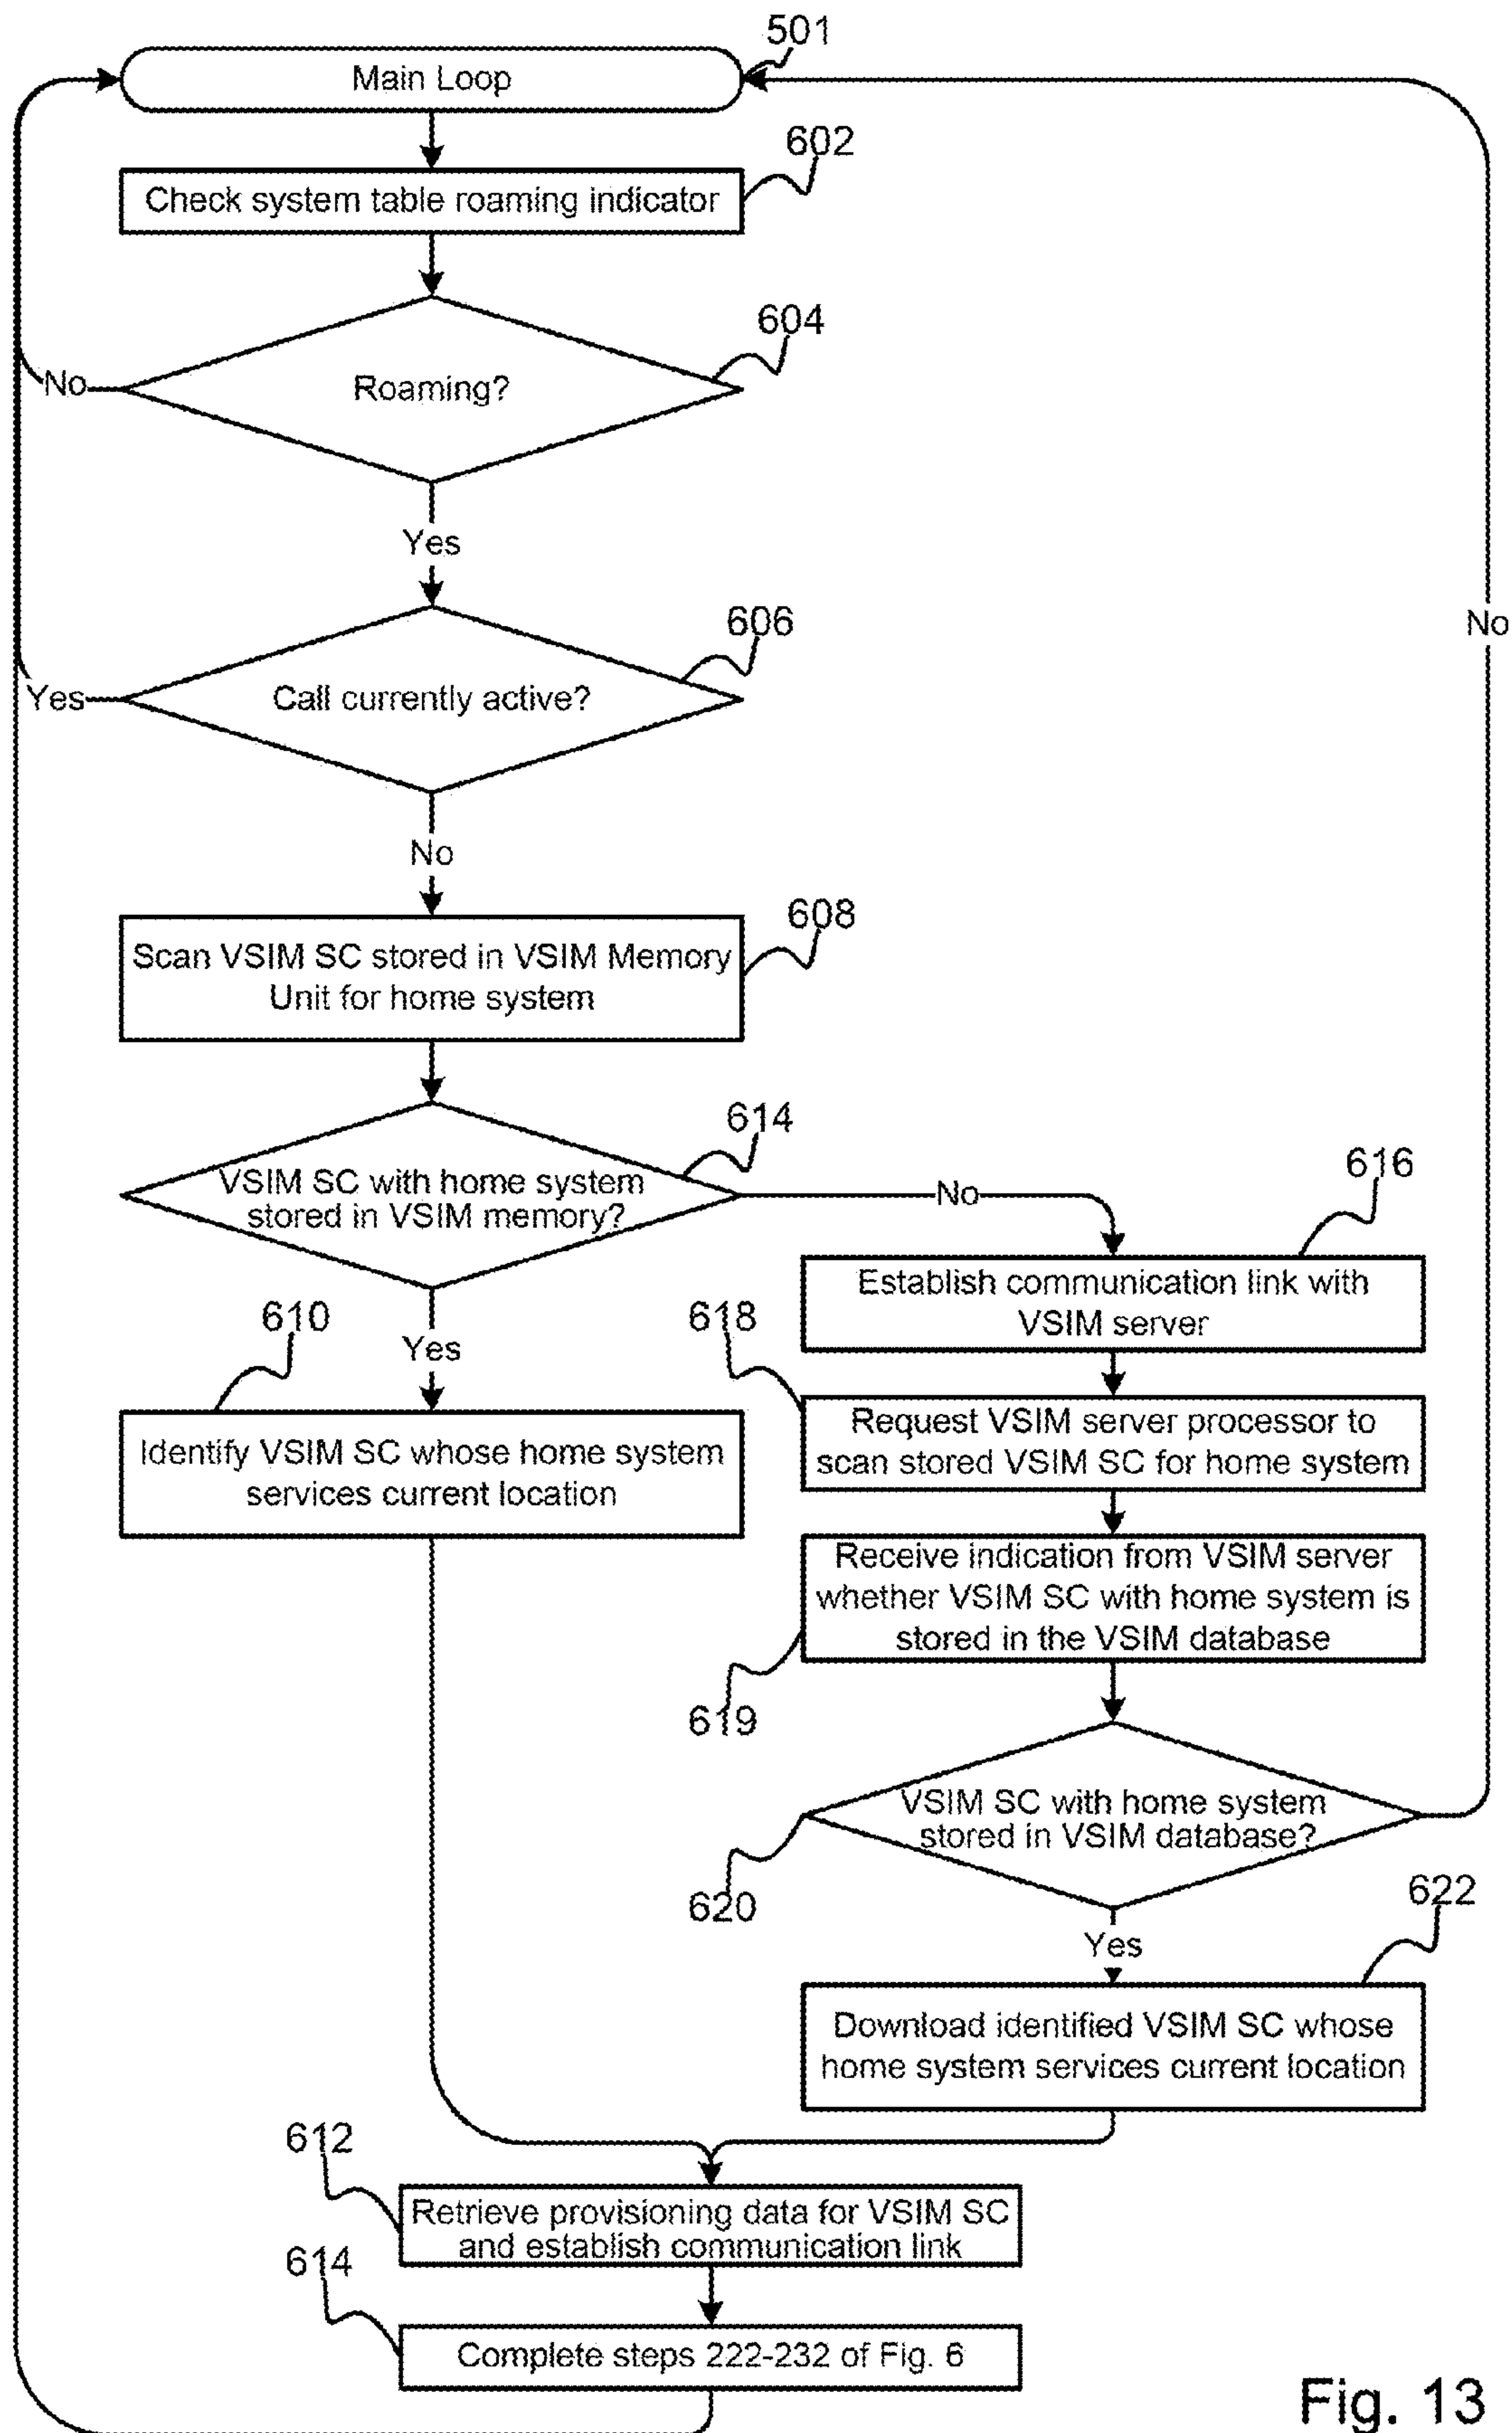 501
Main Loop
602
Check system table roaming indicator
604
Roaming?
No
Yes
606
No
Call currently active?
Yes
No
608
Scan VSIM SC stored in VSIM Memory
Unit for home system
614
VSIM SC with home system
stored in VSIM memory?
No
616
Establish communication link with
VSIM server
610
Yes
618
Identify VSIM SC whose home system
services current location
Request VSIM server processor to
scan stored VSIM SC for home system
Receive indication from VSIM server
whether VSIM SC with home system is
stored in the VSIM database
619
VSIM SC with home system
stored in VSIM database?
620
622
Yes
Download identified VSIM SC whose
home system services current location
612
Retrieve provisioning data for VSIM SC
and establish communication link
614
Complete steps 222-232 of Fig. 6
Fig. 13